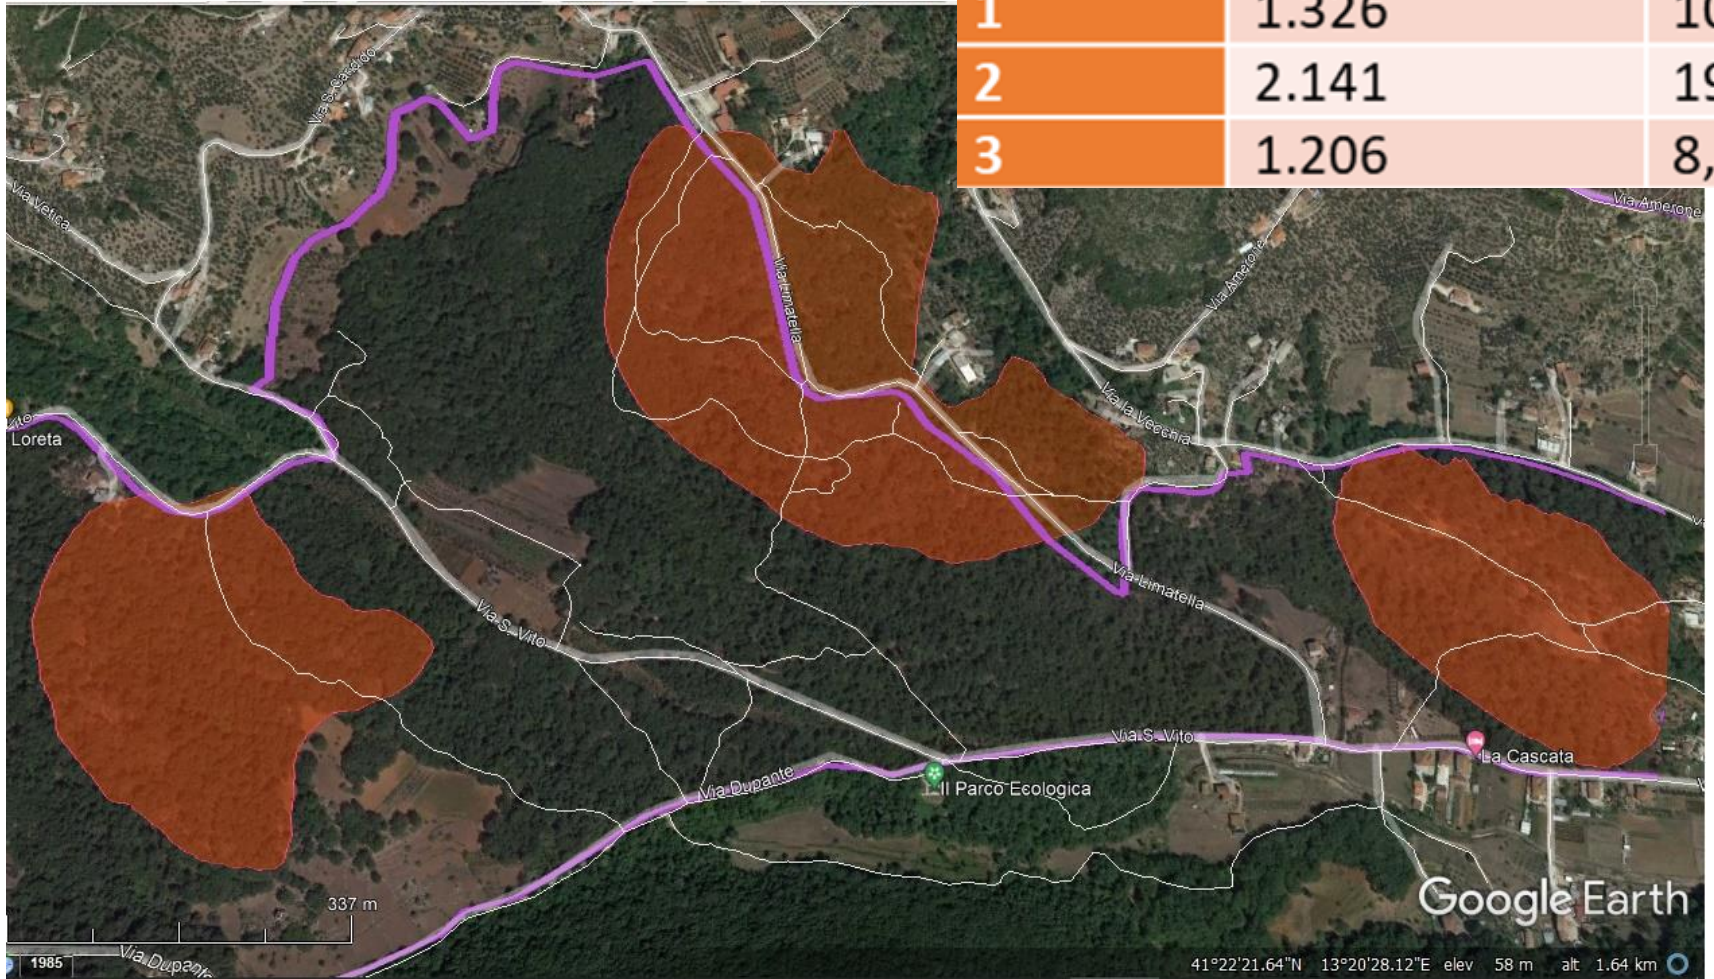 1 1.326
2 2.141
3 1.206
Via S. Candido
Via Vetica
Via Amerone
Via Limatella
Via Amerone
Via la Vecchia
Loreta
Via Limatella
Via S. Vito
Via S. Vito
La Cascata
Via Dupante
Il Parco Ecologica
337 m
Google Earth
Via Dupante
1985
41°22'21.64"N 13°20'28.12"E elev 58 m alt 1.64 km